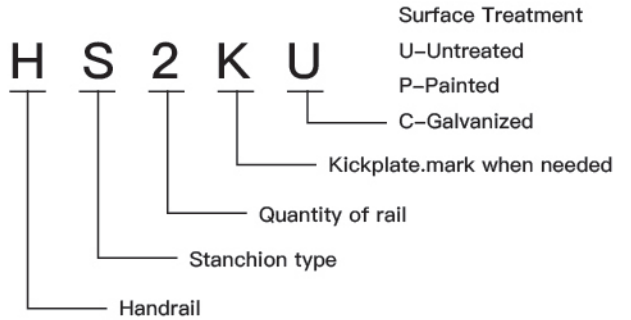 Surface Treatment
H S 2 K U
U-Untreated
P-Painted
C-Galvanized
Kickplate.mark when needed
Quantity of rail
Stanchion type
Handrail